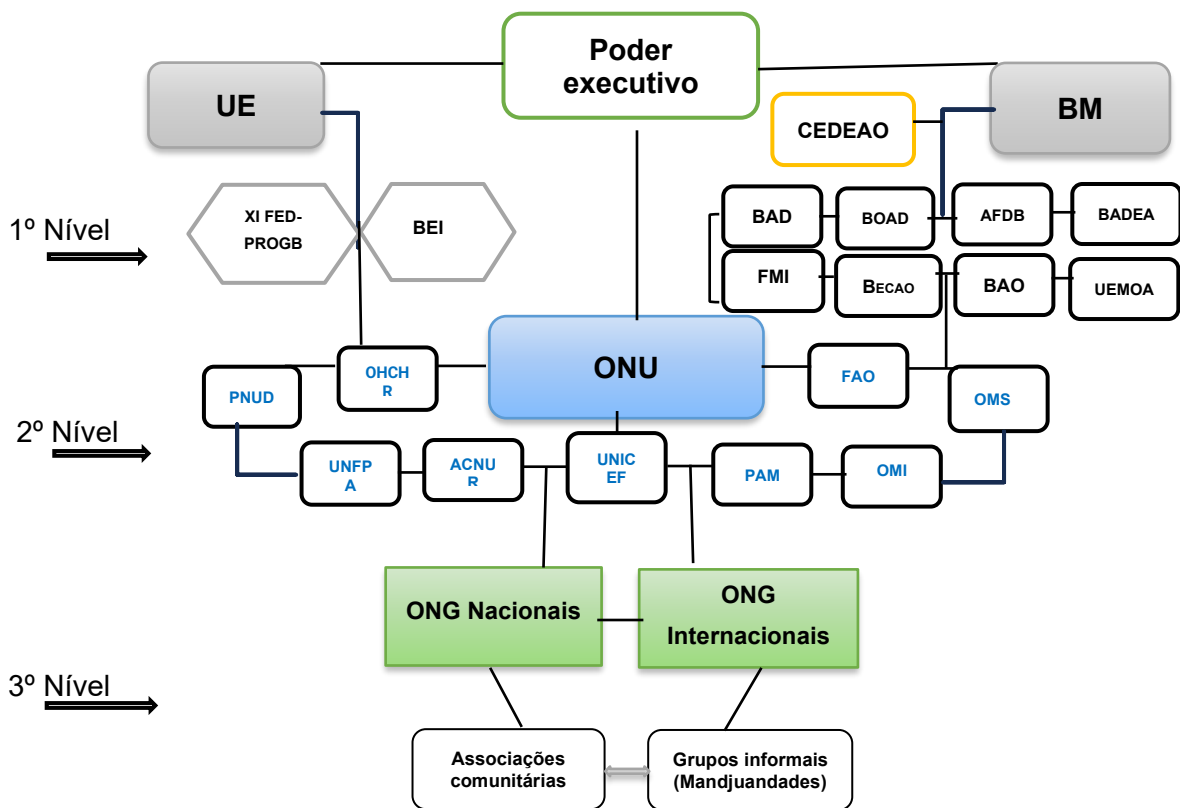 Poder
executivo
UE
BM
CEDEAO
1º Nível
XI FED-
PROGB
BEI
BAD
BOAD
AFDB
BADEA
FMI
BECAO
BAO
UEMOA
ONU
OHCH
R
PNUD
FAO
OMS
2º Nível
UNFP
A
ACNU
R
UNIC
EF
PAM
OMI
ONG Nacionais
ONG
Internacionais
3º Nível
Associações
comunitárias
Grupos informais
(Mandjuandades)